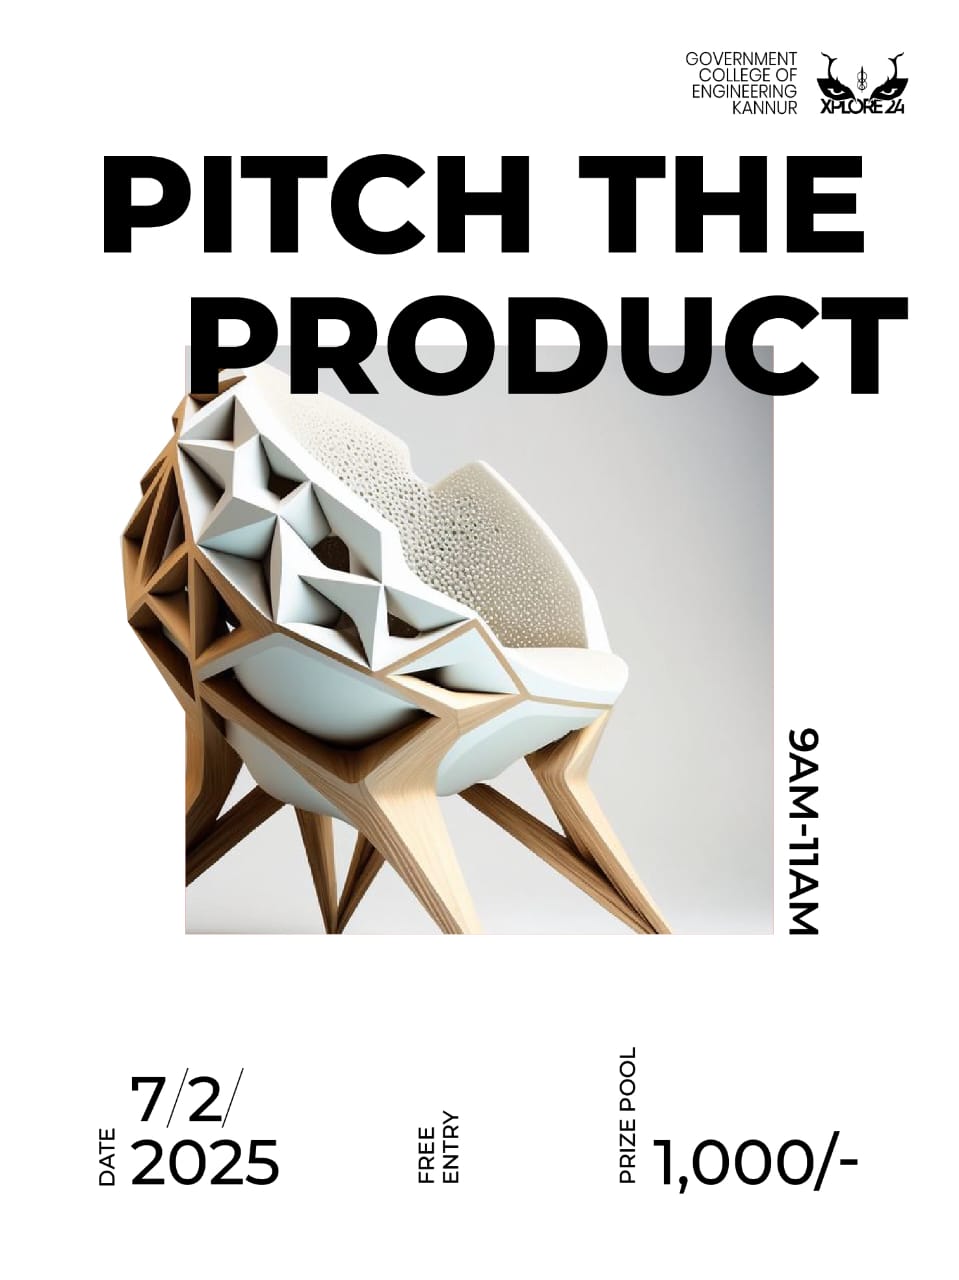 GOVERNMENT
COLLEGE OF
ENGINEERING
KANNUR
XPLORE 24
PITCH THE
PRODUCT
9AM-11AM
DATE
7/2/
2025
FREE
ENTRY
PRIZE POOL
1,000/-